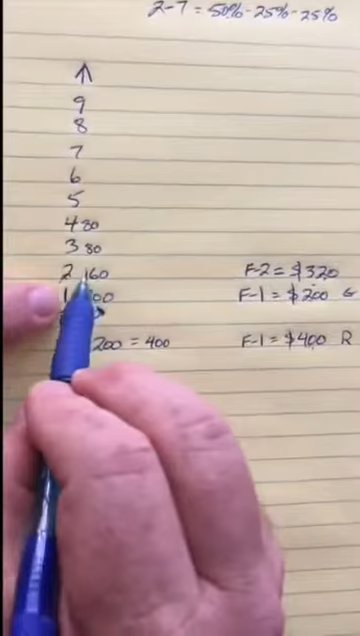 2-7 = 50% - 25% - 25%
9
8
7
6
5
4 80
3 80
2 160 F-2 = $320
1 F-1 = $200 G
200 = 400 F-1 = $400 R